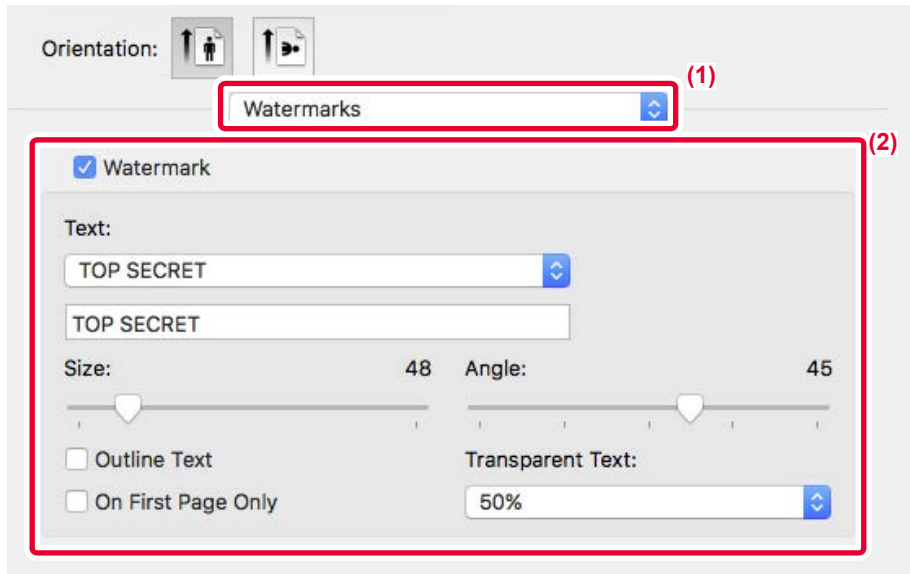 Orientation:
(1)
Watermarks
(2)
Watermark
Text:
TOP SECRET
TOP SECRET
Size: 48 Angle: 45
Outline Text Transparent Text:
On First Page Only 50%